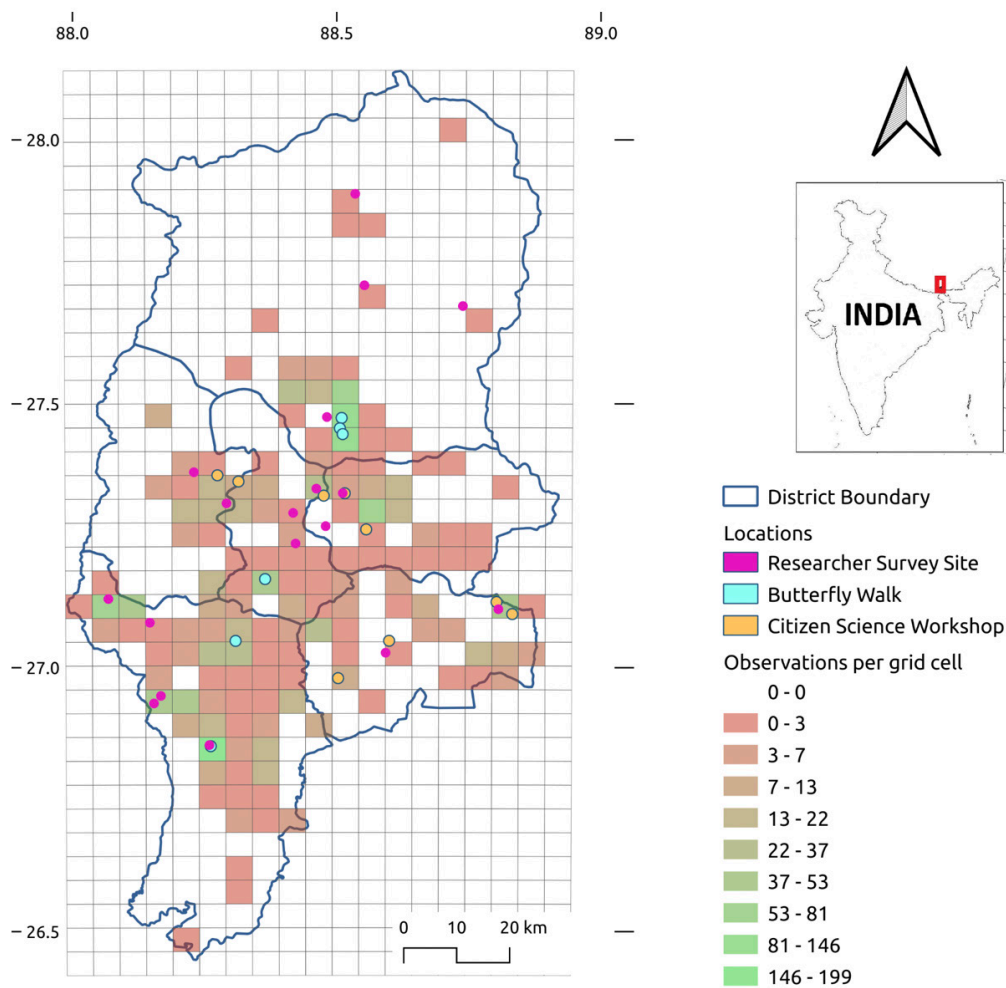 88.0 88.5 89.0
28.0
27.5
27.0
26.5
0 10 20 km
INDIA
District Boundary
Locations
Researcher Survey Site
Butterfly Walk
Citizen Science Workshop
Observations per grid cell
0 - 0
0 - 3
3 - 7
7 - 13
13 - 22
22 - 37
37 - 53
53 - 81
81 - 146
146 - 199